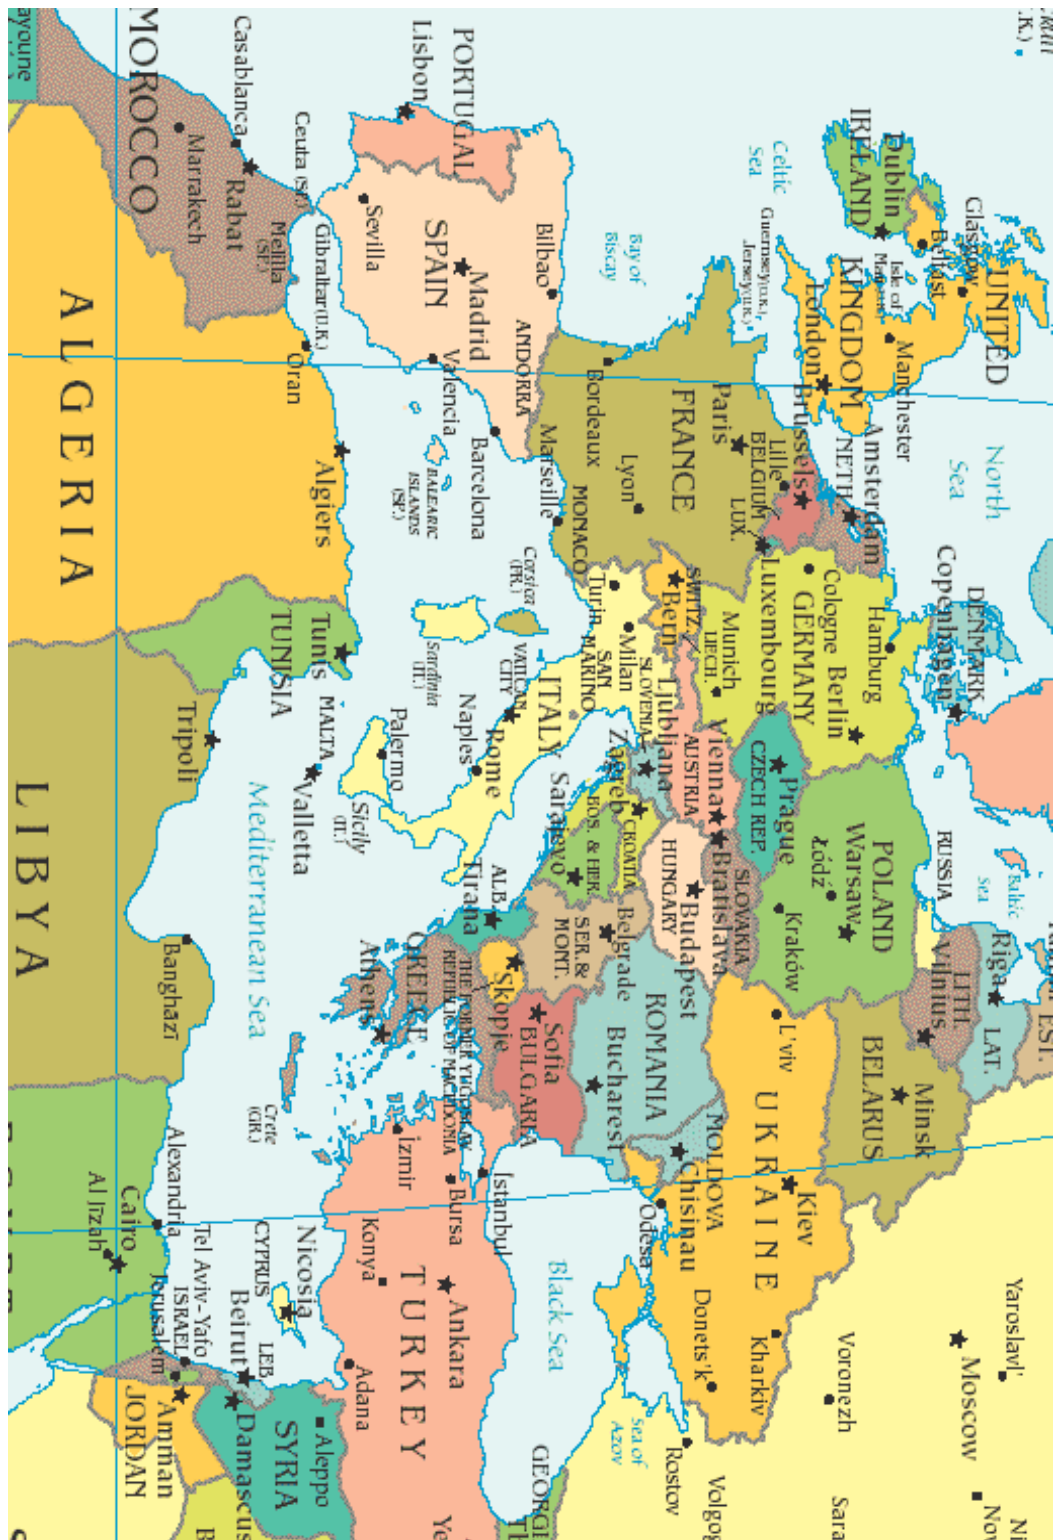 (U.K.)
UNITED
KINGDOM
Glasgow
Belfast
Isle of
Man (U.K.)
Dublin
IRELAND
Manchester
London
Celtic
Sea
Guernsey (U.K.)
Jersey (U.K.)
North
Sea
DENMARK
Copenhagen
Baltic
Sea
RUSSIA
EST.
Riga
LAT.
LITH.
Vilnius
Yaroslavl'
Moscow
Amsterdam
NETH.
Brussels
BELGIUM
Lille
LUX.
Luxembourg
Hamburg
Berlin
Cologne
GERMANY
Munich
POLAND
Warsaw
Łódź
Kraków
Minsk
BELARUS
Voronezh
Paris
FRANCE
Lyon
Bordeaux
Marseille
MONACO
Bay of
Biscay
SWITZ.
Bern
LIECH.
Prague
CZECH REP.
Vienna
AUSTRIA
SLOVAKIA
Bratislava
Budapest
HUNGARY
L'viv
Kiev
UKRAINE
Kharkiv
Donets'k
Rostov
Sea of
Azov
MOLDOVA
Chisinau
Odesa
ROMANIA
Bucharest
SLOVENIA
Ljubljana
Zagreb
CROATIA
BOS. & HER.
Sarajevo
Belgrade
SER. &
MONT.
Turin
Milan
SAN
MARINO
ITALY
VATICAN
CITY
Rome
Naples
Corsica
(FR.)
Sardinia
(IT.)
Palermo
Sicily
(IT.)
ANDORRA
Bilbao
SPAIN
Madrid
Barcelona
Valencia
Sevilla
BALEARIC
ISLANDS
(SP.)
PORTUGAL
Lisbon
Gibraltar (U.K.)
Ceuta (SP.)
Melilla
(SP.)
ALB.
Tirana
Skopje
THE FORMER YUGOSLAV
REPUBLIC OF MACEDONIA
Sofia
BULGARIA
GREECE
Athens
Crete
(GR.)
Black Sea
Istanbul
Bursa
İzmir
Ankara
TURKEY
Konya
Adana
Nicosia
CYPRUS
Aleppo
SYRIA
Damascus
LEB.
Beirut
Tel Aviv-Yafo
ISRAEL
Jerusalem
Amman
JORDAN
MALTA
Valletta
Mediterranean Sea
Casablanca
Rabat
Marrakech
MOROCCO
Oran
Algiers
ALGERIA
Tunis
TUNISIA
Tripoli
Banghazi
LIBYA
Alexandria
Cairo
Al Jizah